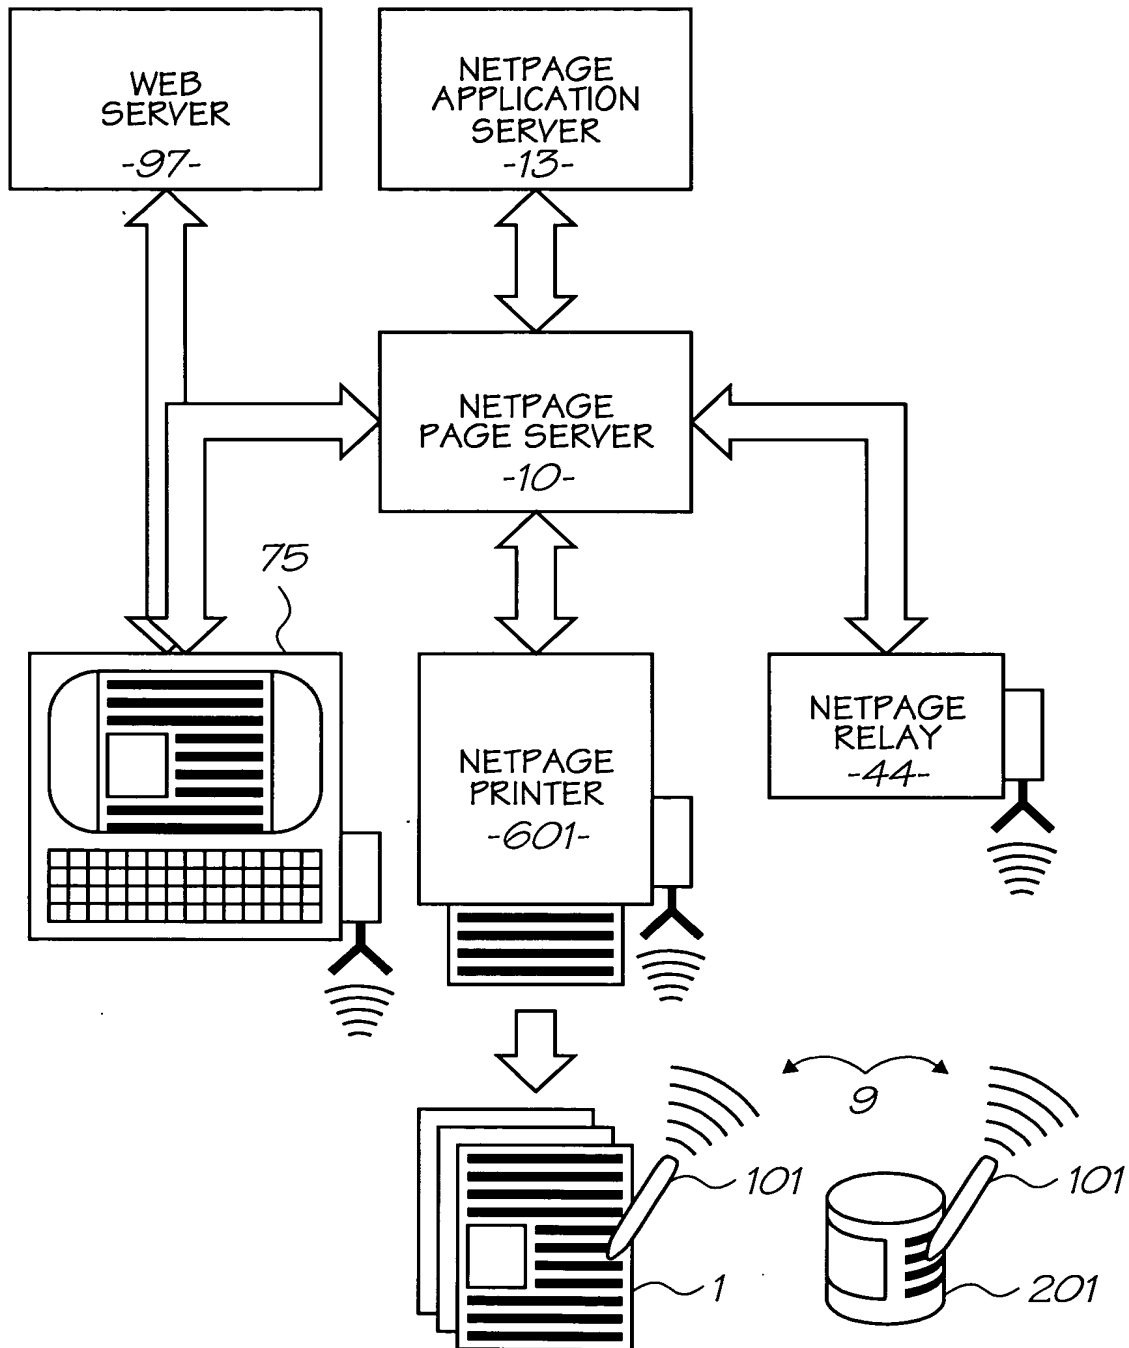 WEB
SERVER
-97-
NETPAGE
APPLICATION
SERVER
-13-
NETPAGE
PAGE SERVER
-10-
75
NETPAGE
PRINTER
-601-
NETPAGE
RELAY
-44-
9
101
101
1
201